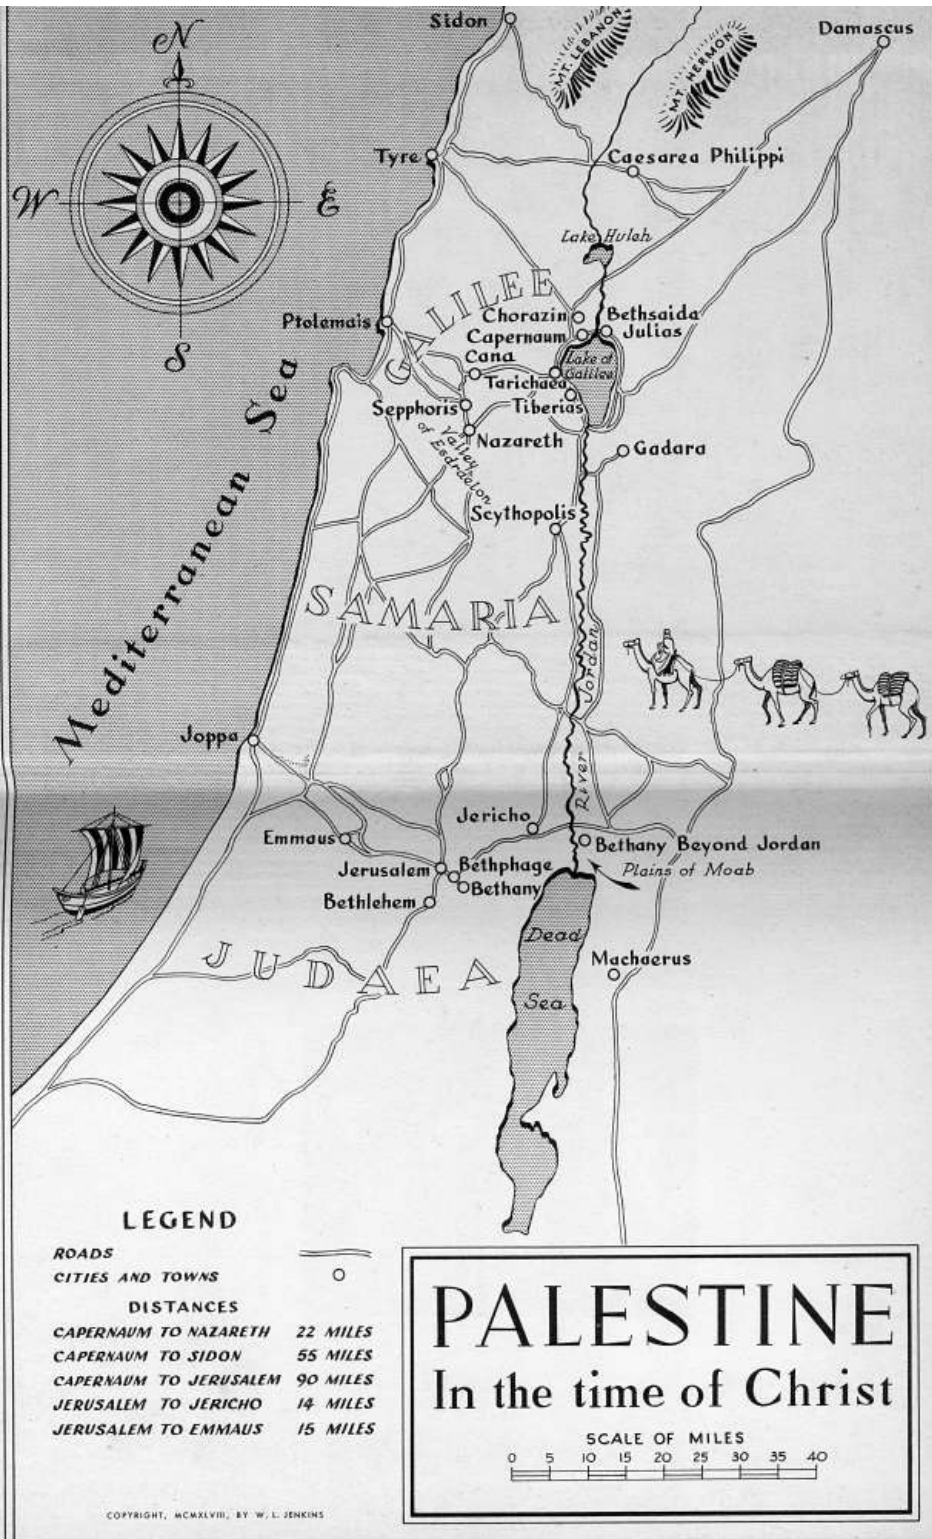 Sidon
MT. LEBANON
MT. HERMON
Damascus
N
W
E
S
Tyre
Caesarea Philippi
Lake Huleh
GALILEE
Ptolemais
Chorazin
Bethsaida
Julias
Capernaum
Cana
Lake of
Galilee
Tarichaea
Tiberias
Sepphoris
Nazareth
Valley
of Esdraelon
Gadara
Scythopolis
Mediterranean Sea
SAMARIA
River Jordan
Joppa
Jericho
Emmaus
Bethany Beyond Jordan
Plains of Moab
Jerusalem
Bethphage
Bethany
Bethlehem
JUDAEA
Dead
Sea
Machaerus
LEGEND
ROADS
CITIES AND TOWNS
DISTANCES
CAPERNAUM TO NAZARETH 22 MILES
CAPERNAUM TO SIDON 55 MILES
CAPERNAUM TO JERUSALEM 90 MILES
JERUSALEM TO JERICHO 14 MILES
JERUSALEM TO EMMAUS 15 MILES
COPYRIGHT, MCMXLVIII, BY W. L. JENKINS
PALESTINE
In the time of Christ
SCALE OF MILES
0 5 10 15 20 25 30 35 40